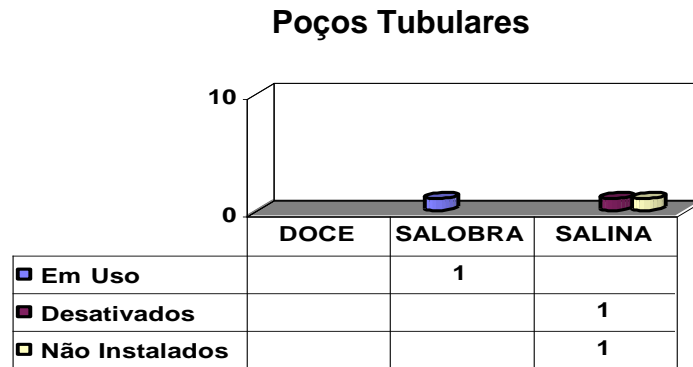 Poços Tubulares
10
0
DOCE SALOBRA SALINA
Em Uso 1
Desativados 1
Não Instalados 1